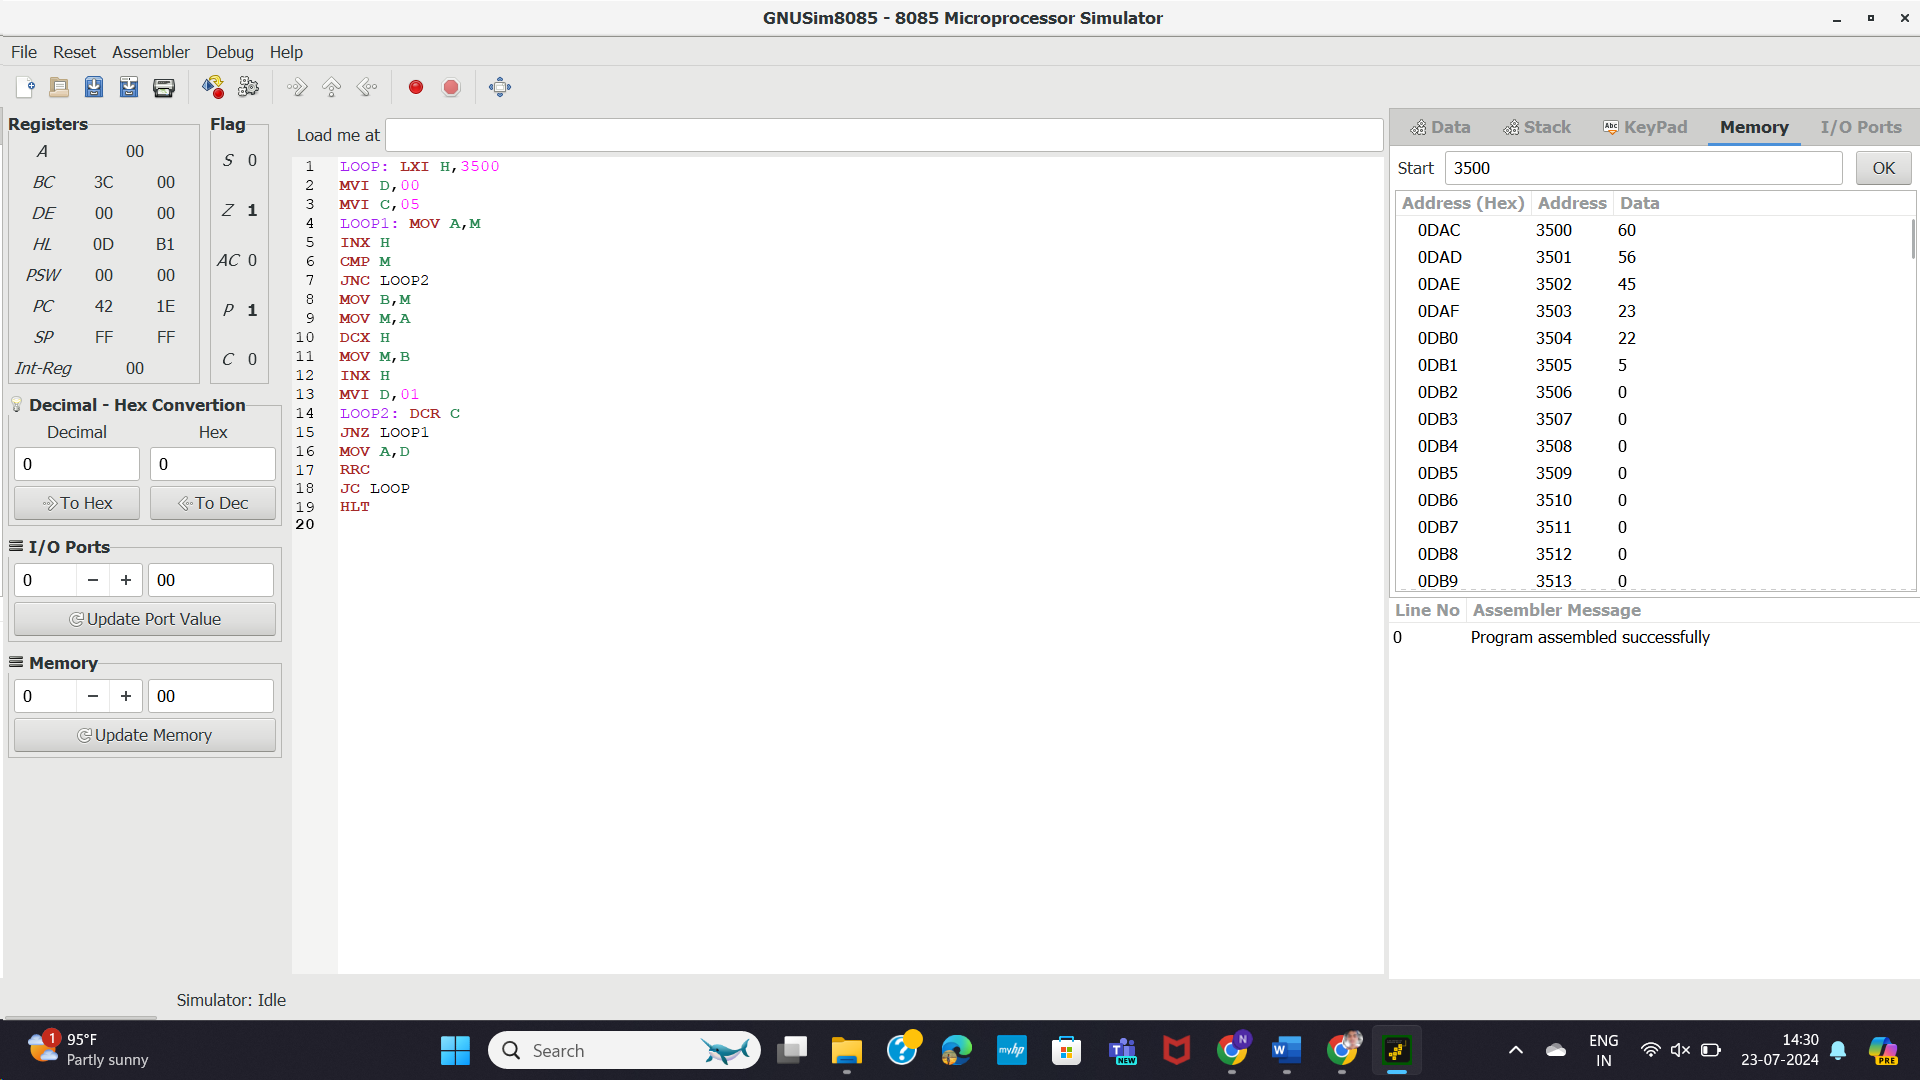 GNUSim8085 - 8085 Microprocessor Simulator
File Reset Assembler Debug Help
Registers
A 00
BC 3C 00
DE 00 00
HL 0D B1
PSW 00 00
PC 42 1E
SP FF FF
Int-Reg 00
Flag
S 0
Z 1
AC 0
P 1
C 0
Decimal - Hex Convertion
Decimal Hex
0 0
To Hex To Dec
I/O Ports
0 − + 00
Update Port Value
Memory
0 − + 00
Update Memory
Load me at
1 LOOP: LXI H,3500
2 MVI D,00
3 MVI C,05
4 LOOP1: MOV A,M
5 INX H
6 CMP M
7 JNC LOOP2
8 MOV B,M
9 MOV M,A
10 DCX H
11 MOV M,B
12 INX H
13 MVI D,01
14 LOOP2: DCR C
15 JNZ LOOP1
16 MOV A,D
17 RRC
18 JC LOOP
19 HLT
20
Data Stack Abc KeyPad Memory I/O Ports
Start 3500 OK
Address (Hex) Address Data
0DAC 3500 60
0DAD 3501 56
0DAE 3502 45
0DAF 3503 23
0DB0 3504 22
0DB1 3505 5
0DB2 3506 0
0DB3 3507 0
0DB4 3508 0
0DB5 3509 0
0DB6 3510 0
0DB7 3511 0
0DB8 3512 0
0DB9 3513 0
Line No Assembler Message
0 Program assembled successfully
Simulator: Idle
1 95°F
Partly sunny
Search
myhp
NEW
N
W
ENG
IN
14:30
23-07-2024
PRE